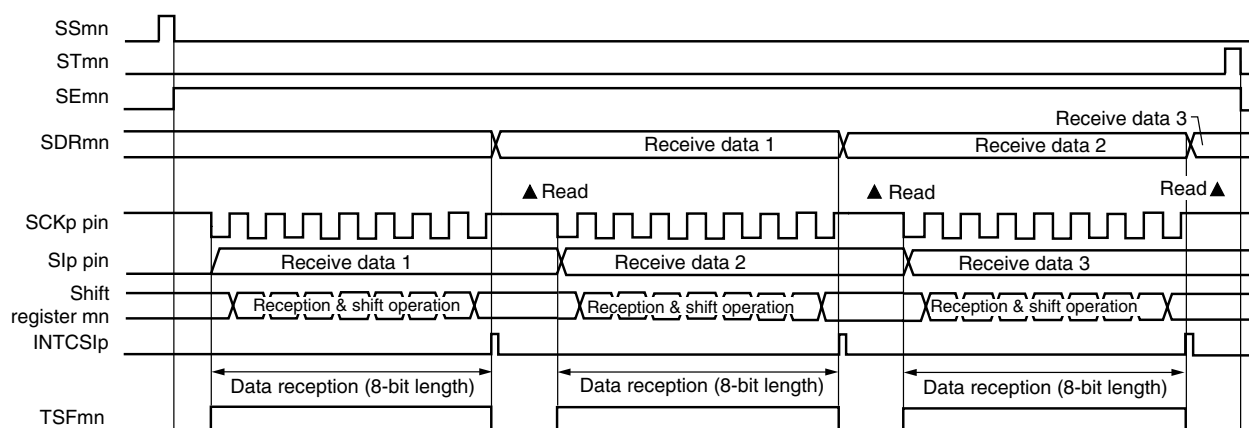 SSmn
STmn
SEmn
Receive data 3
SDRmn
Receive data 1
Receive data 2
▲ Read
▲ Read
Read ▲
SCKp pin
SIp pin
Receive data 1
Receive data 2
Receive data 3
Shift
register mn
Reception & shift operation
Reception & shift operation
Reception & shift operation
INTCSIp
Data reception (8-bit length)
Data reception (8-bit length)
Data reception (8-bit length)
TSFmn